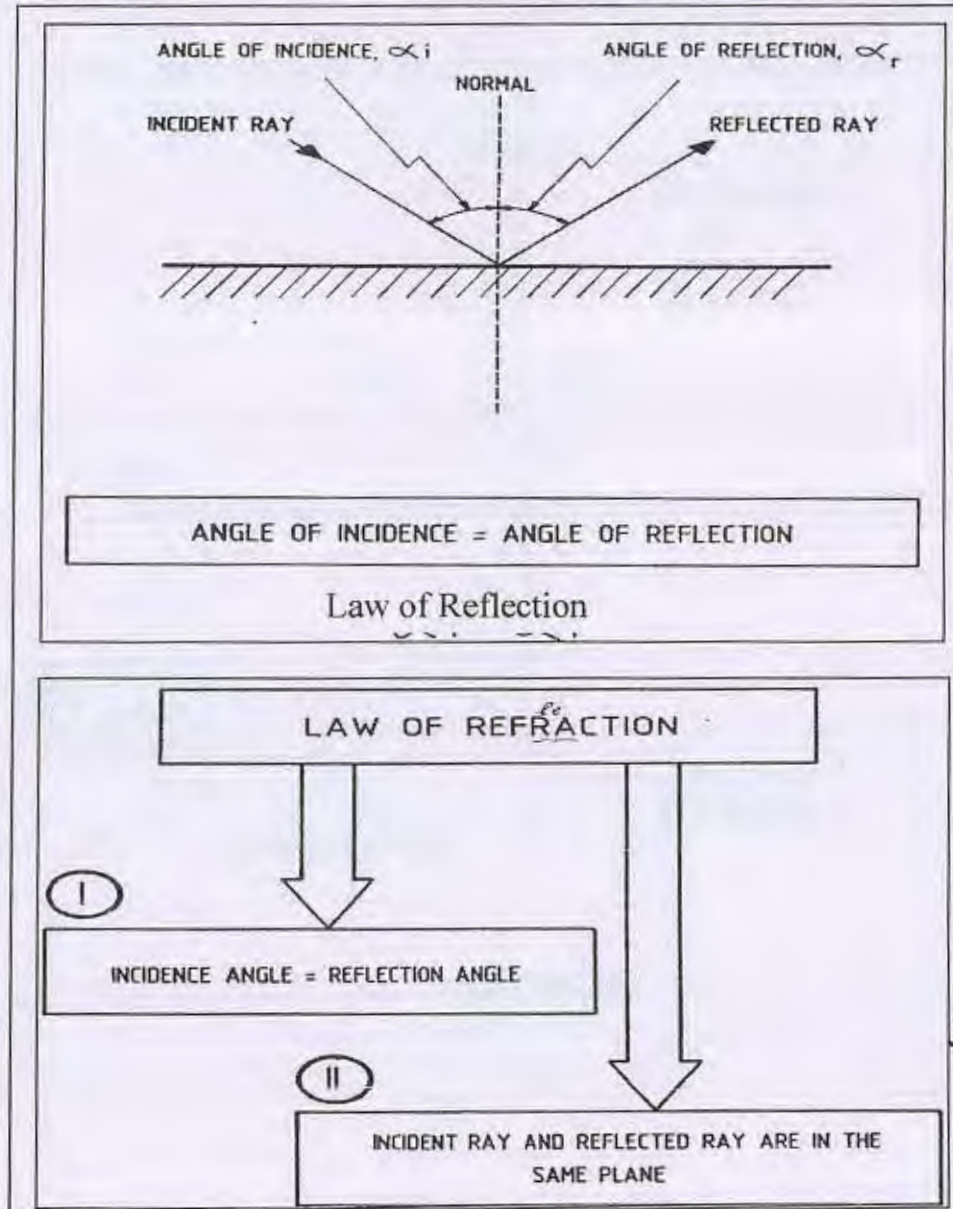 ANGLE OF INCIDENCE, ∝i
ANGLE OF REFLECTION, ∝r
NORMAL
INCIDENT RAY
REFLECTED RAY
ANGLE OF INCIDENCE = ANGLE OF REFLECTION
Law of Reflection
LAW OF REFRACTION
I
INCIDENCE ANGLE = REFLECTION ANGLE
II
INCIDENT RAY AND REFLECTED RAY ARE IN THE
SAME PLANE